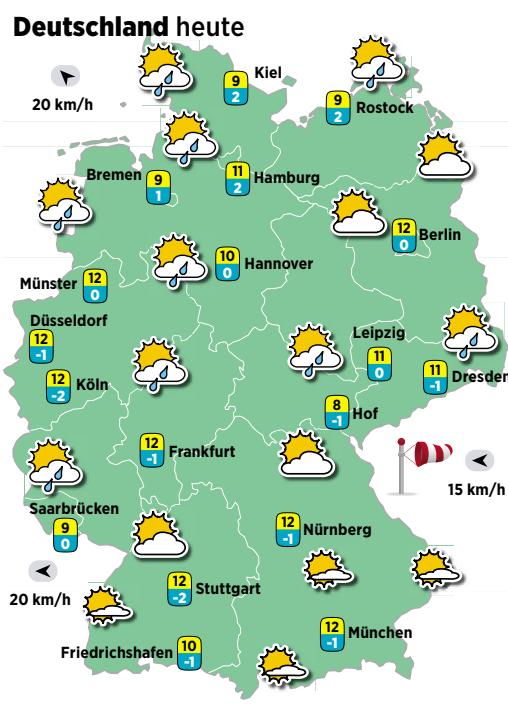 Deutschland heute
Kiel
9
2
20 km/h
9
2
Rostock
Bremen
9
1
11
2
Hamburg
12
0
Berlin
10
0
Hannover
Münster
12
0
Düsseldorf
12
-1
Leipzig
11
0
11
-1
Dresden
12
-2
Köln
8
-1
Hof
12
-1
Frankfurt
15 km/h
Saarbrücken
9
0
12
-1
Nürnberg
20 km/h
12
-2
Stuttgart
12
-1
München
Friedrichshafen
10
-1